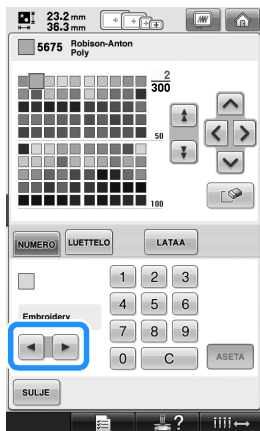 23.2 mm
36.3 mm
5675 Robison-Anton
Poly
2
300
50
100
NUMERO LUETTELO LATAA
1 2 3
Embroidery
4 5 6
7 8 9
0 C ASETA
SULJE
?